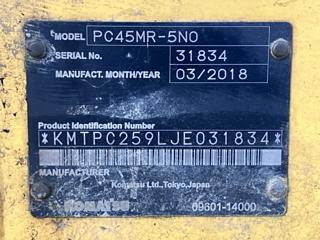 MODEL PC45MR-5N0
SERIAL No. 31834
MANUFACT. MONTH/YEAR 03/2018
Product Identification Number
*KMTPC259LJE031834*
MANUFACTURER
Komatsu Ltd., Tokyo, Japan
KOMATSU 09601-14000